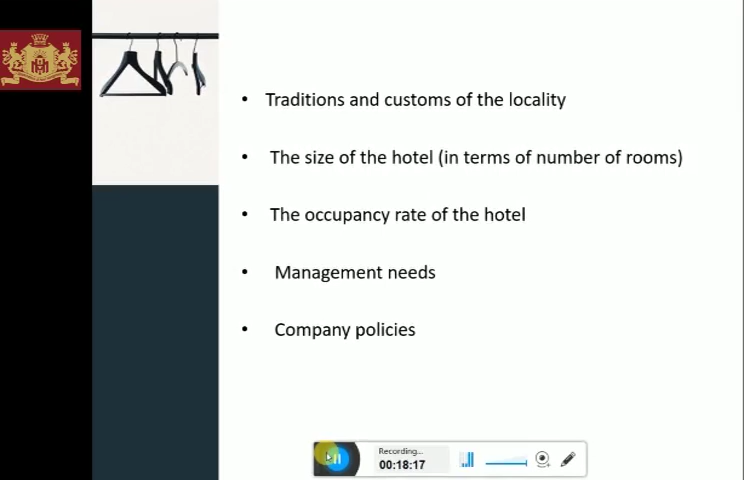 • Traditions and customs of the locality
• The size of the hotel (in terms of number of rooms)
• The occupancy rate of the hotel
• Management needs
• Company policies
Recording...
00:18:17